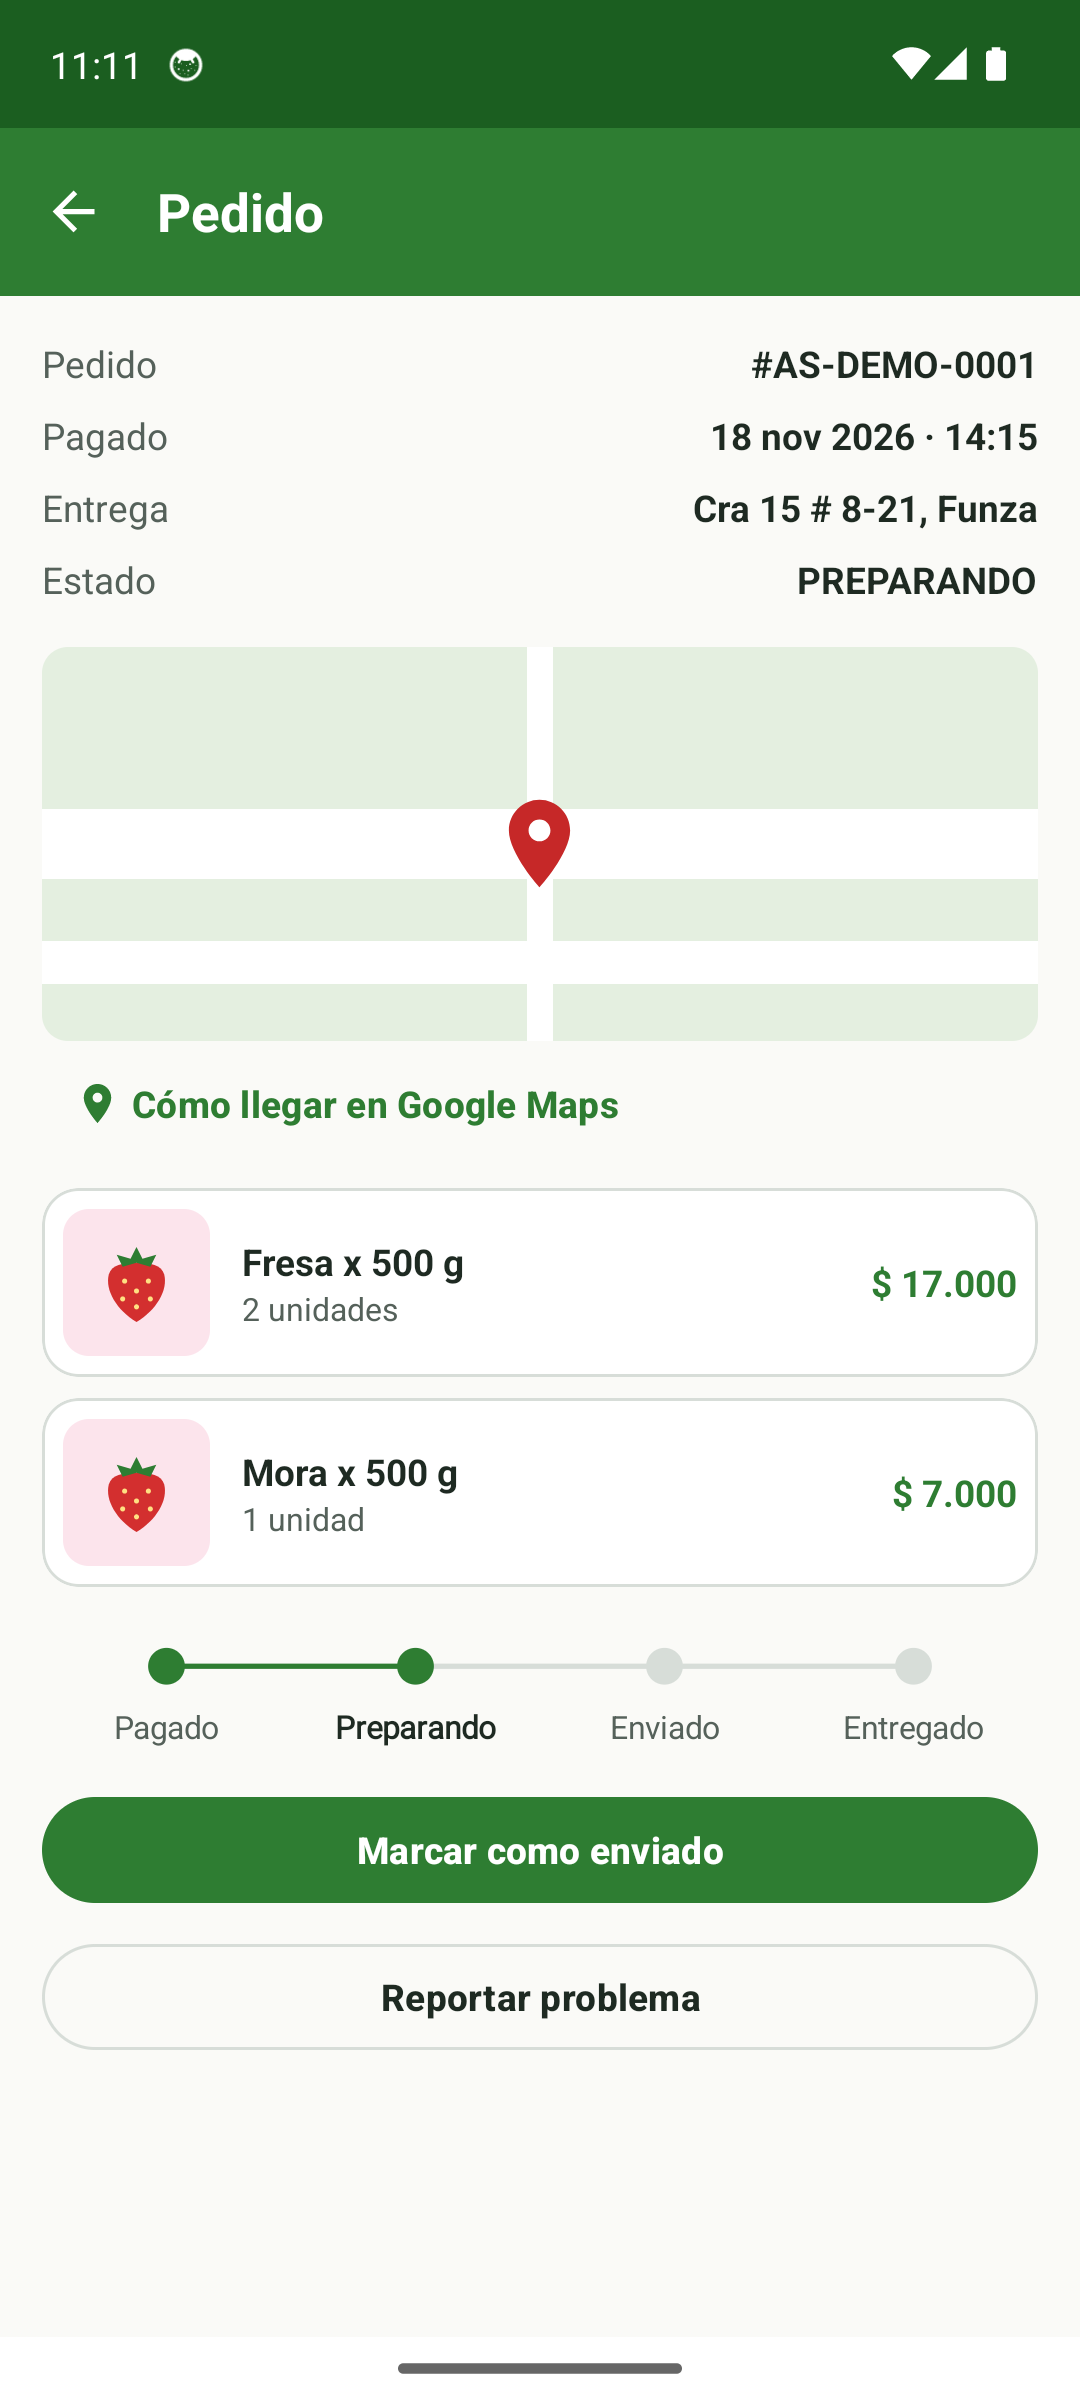 11:11
Pedido
Pedido #AS-DEMO-0001
Pagado 18 nov 2026 · 14:15
Entrega Cra 15 # 8-21, Funza
Estado PREPARANDO
Cómo llegar en Google Maps
Fresa x 500 g
2 unidades
$ 17.000
Mora x 500 g
1 unidad
$ 7.000
Pagado Preparando Enviado Entregado
Marcar como enviado
Reportar problema